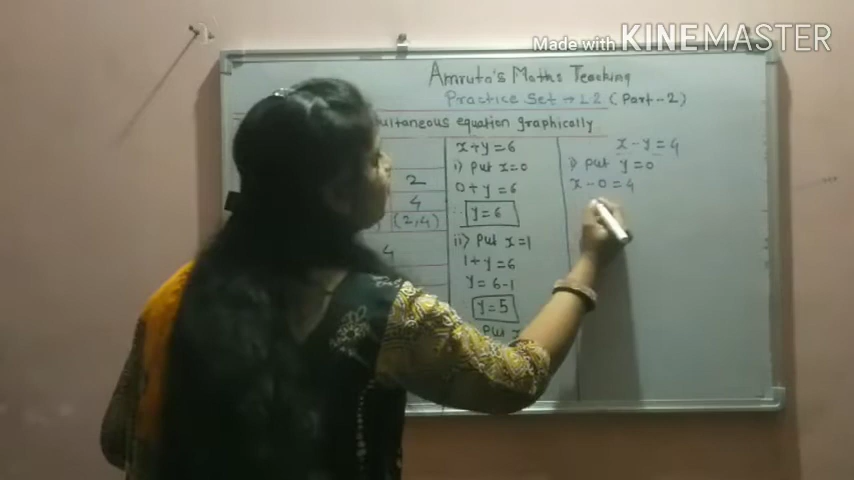 Made with KINEMASTER
Amruta's Maths Teaching
Practice Set → 1.2 (Part-2)
ultaneous equation graphically
2
4
(2,4)
4
x+y=6
i) Put x=0
0+y=6
∴ y=6
ii) Put x=1
1+y=6
y=6-1
∴ y=5
Put
x-y=4
i) Put y=0
x-0=4